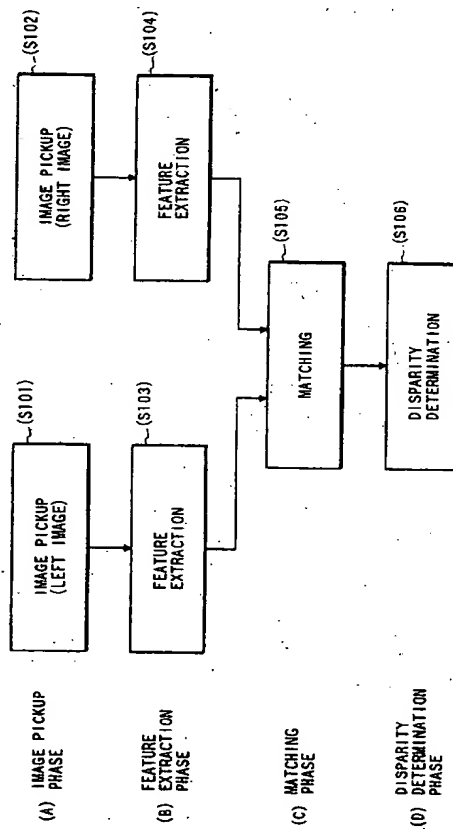 (A) IMAGE PICKUP
PHASE
IMAGE PICKUP
(LEFT IMAGE)
(S101)
IMAGE PICKUP
(RIGHT IMAGE)
(S102)
(B) FEATURE
EXTRACTION
PHASE
FEATURE
EXTRACTION
(S103)
FEATURE
EXTRACTION
(S104)
(C) MATCHING
PHASE
MATCHING
(S105)
(D) DISPARITY
DETERMINATION
PHASE
DISPARITY
DETERMINATION
(S106)